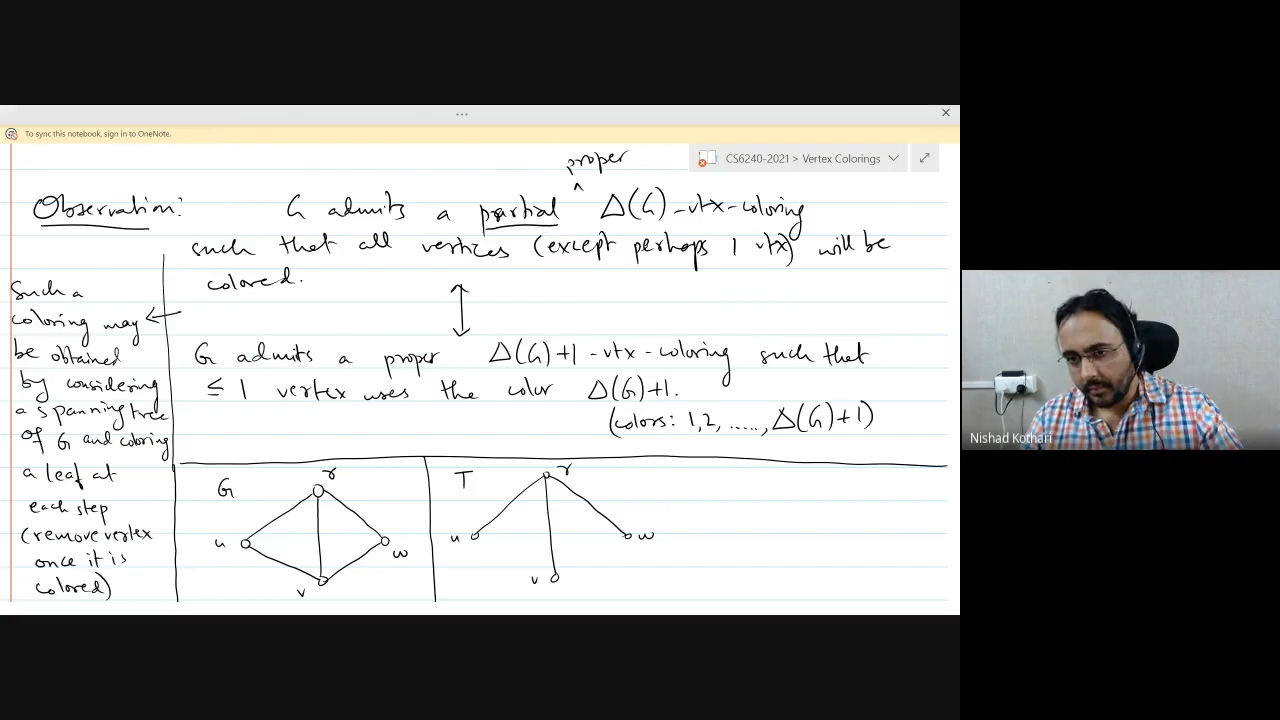 To sync this notebook, sign in to OneNote.
CS6240-2021 > Vertex Colorings
proper
^
Observation: G admits a partial Δ(G)-vtx-coloring
such that all vertices (except perhaps 1 vtx) will be
colored.
Such a
coloring may
be obtained
by considering
a spanning tree
of G and coloring
a leaf at
each step
(remove vertex
once it is
colored)
G admits a proper Δ(G)+1-vtx-coloring such that
≤ 1 vertex uses the color Δ(G)+1.
(colors: 1,2, ....., Δ(G)+1)
G
r
u
w
v
T
r
u
w
v
Nishad Kothari